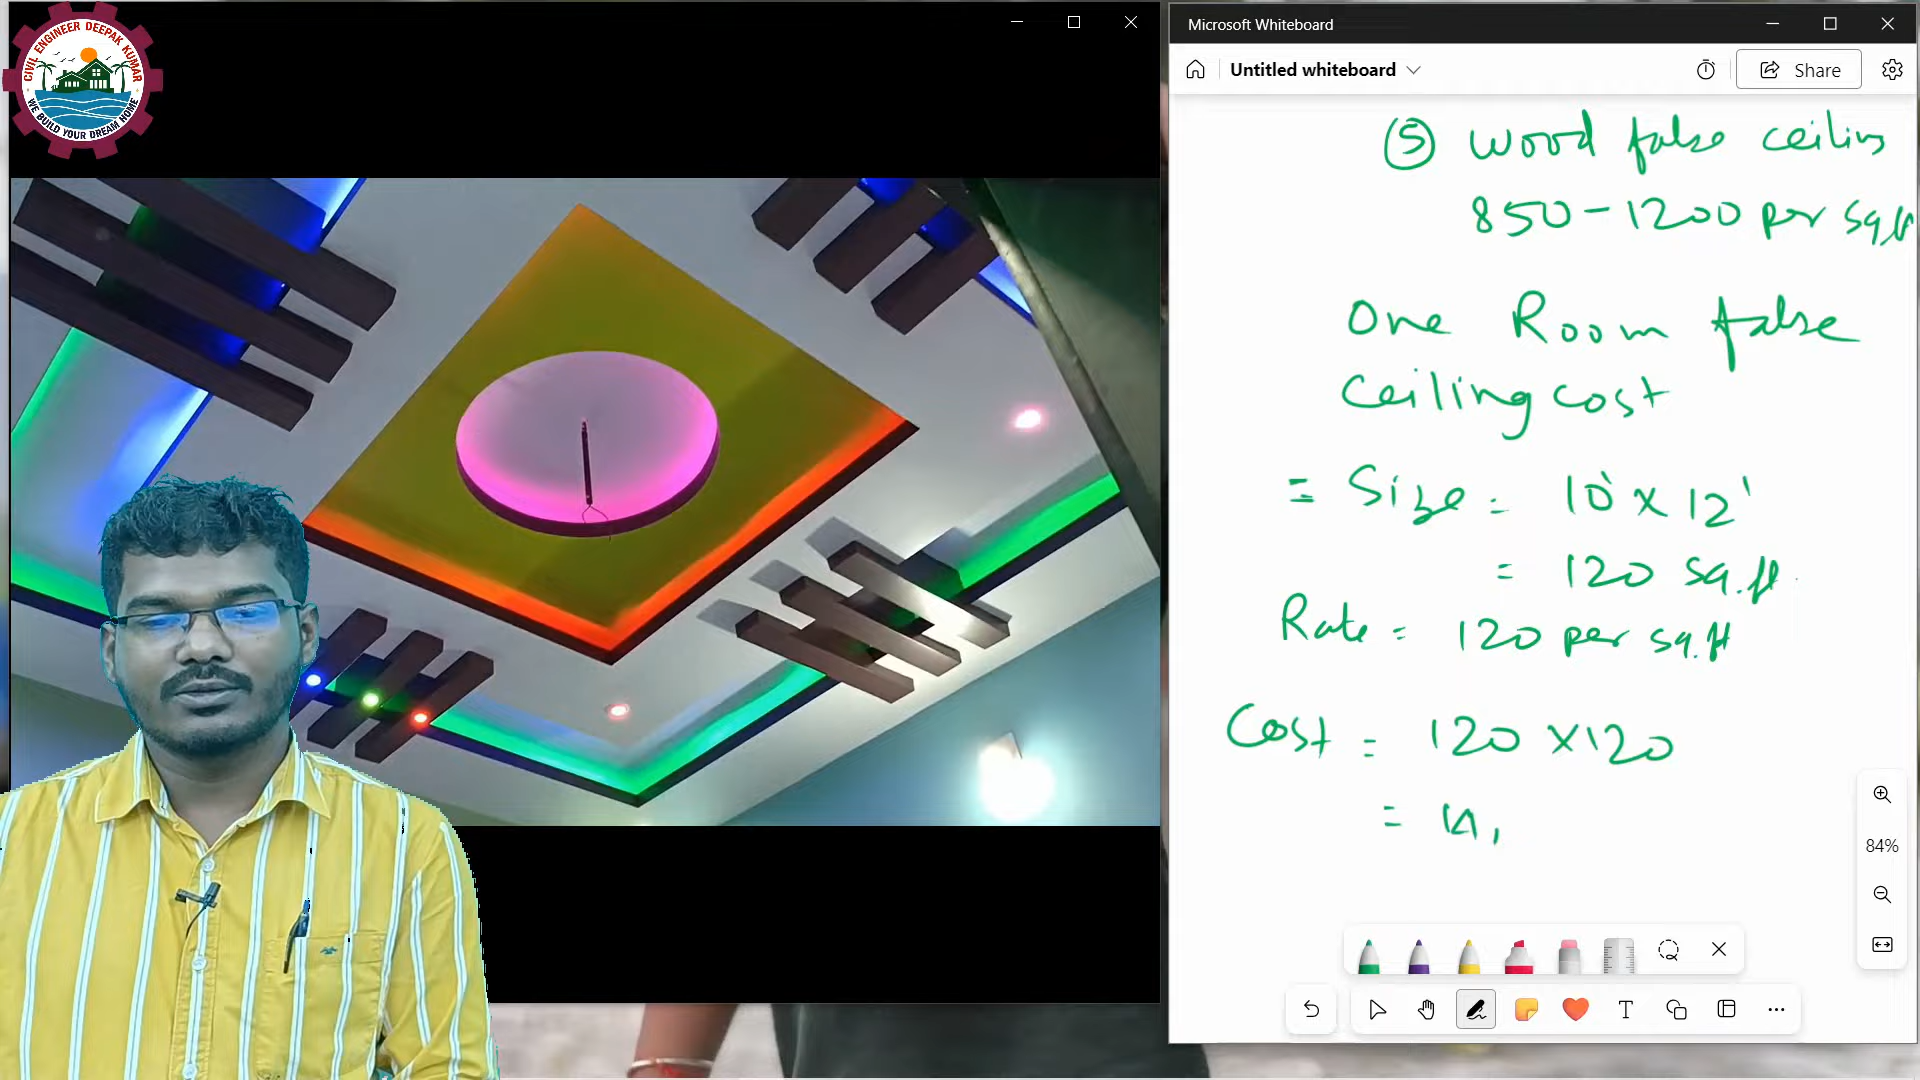 CIVIL ENGINEER DEEPAK KUMAR
WE BUILD YOUR DREAM HOME
Microsoft Whiteboard
Untitled whiteboard
Share
⑤ Wood false ceiling
850-1200 per sq.ft
One Room false
ceiling cost
= Size = 10' x 12'
= 120 sq.ft.
Rate = 120 per sq.ft
Cost = 120 x 120
= 14,
84%
T